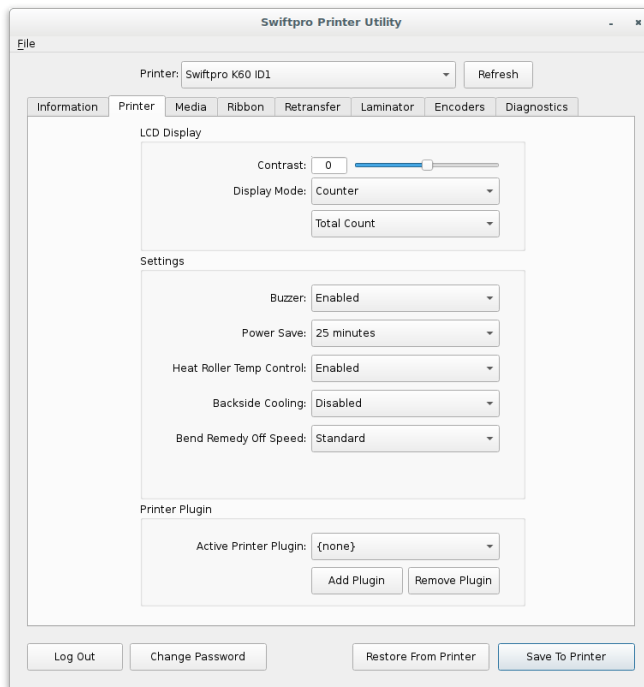 Swiftpro Printer Utility
File
Printer: Swiftpro K60 ID1 Refresh
Information Printer Media Ribbon Retransfer Laminator Encoders Diagnostics
LCD Display
Contrast: 0
Display Mode: Counter
Total Count
Settings
Buzzer: Enabled
Power Save: 25 minutes
Heat Roller Temp Control: Enabled
Backside Cooling: Disabled
Bend Remedy Off Speed: Standard
Printer Plugin
Active Printer Plugin: {none}
Add Plugin Remove Plugin
Log Out Change Password Restore From Printer Save To Printer